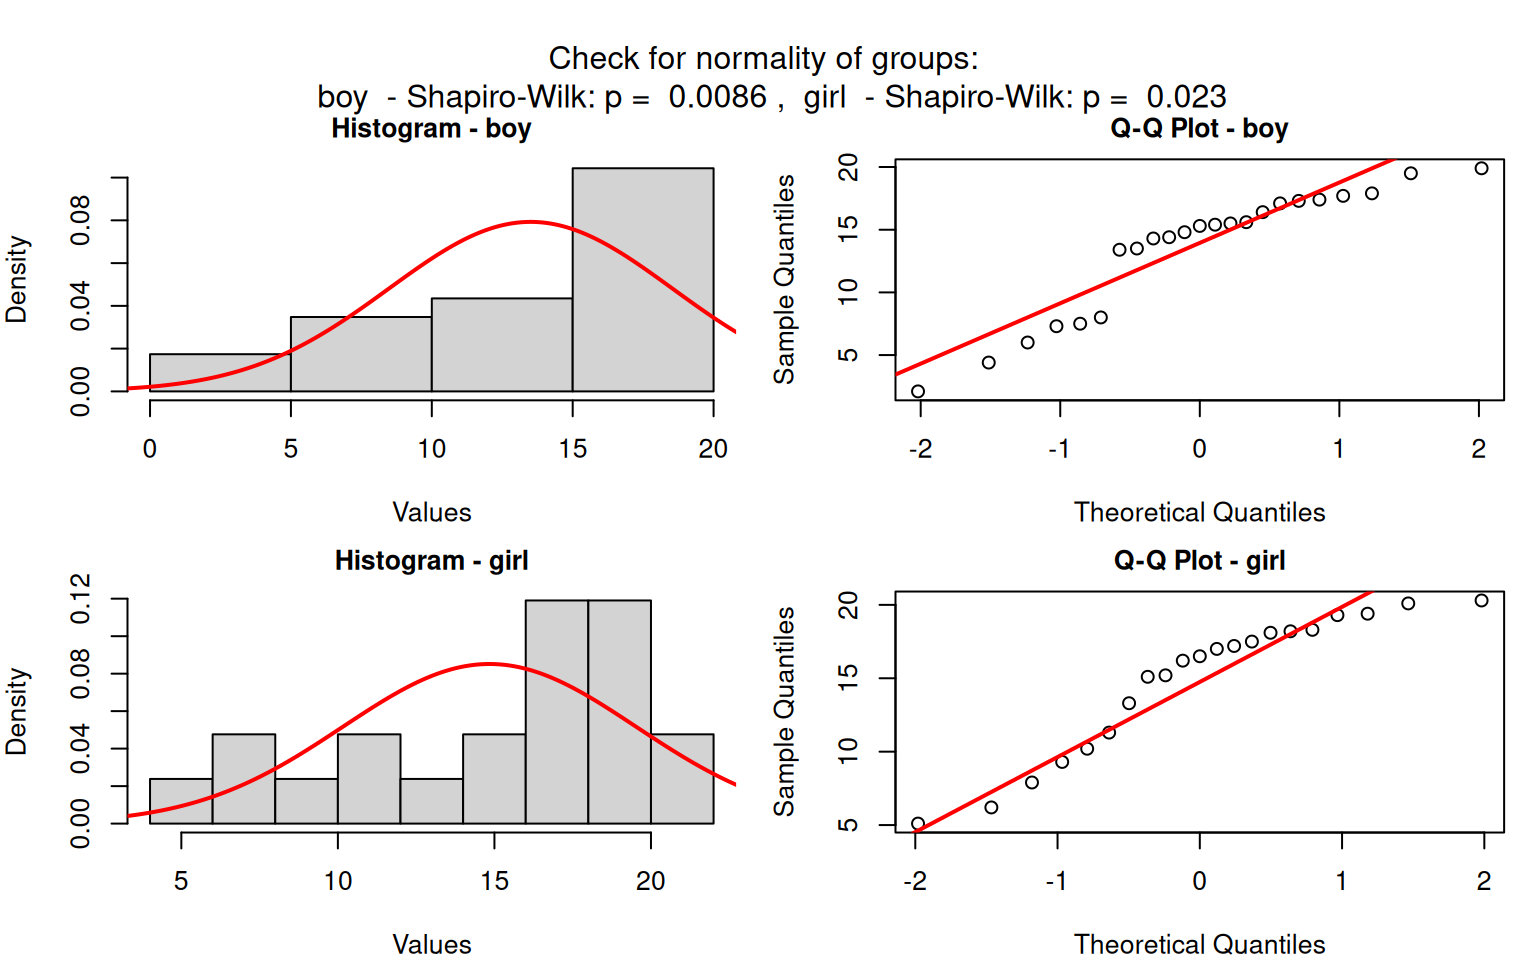 Check for normality of groups:
boy  - Shapiro-Wilk: p =  0.0086 ,  girl  - Shapiro-Wilk: p =  0.023
Histogram - boy
Density
0.00
0.04
0.08
0
5
10
15
20
Values
Q-Q Plot - boy
Sample Quantiles
5
10
15
20
-2
-1
0
1
2
Theoretical Quantiles
Histogram - girl
Density
0.00
0.04
0.08
0.12
5
10
15
20
Values
Q-Q Plot - girl
Sample Quantiles
5
10
15
20
-2
-1
0
1
2
Theoretical Quantiles